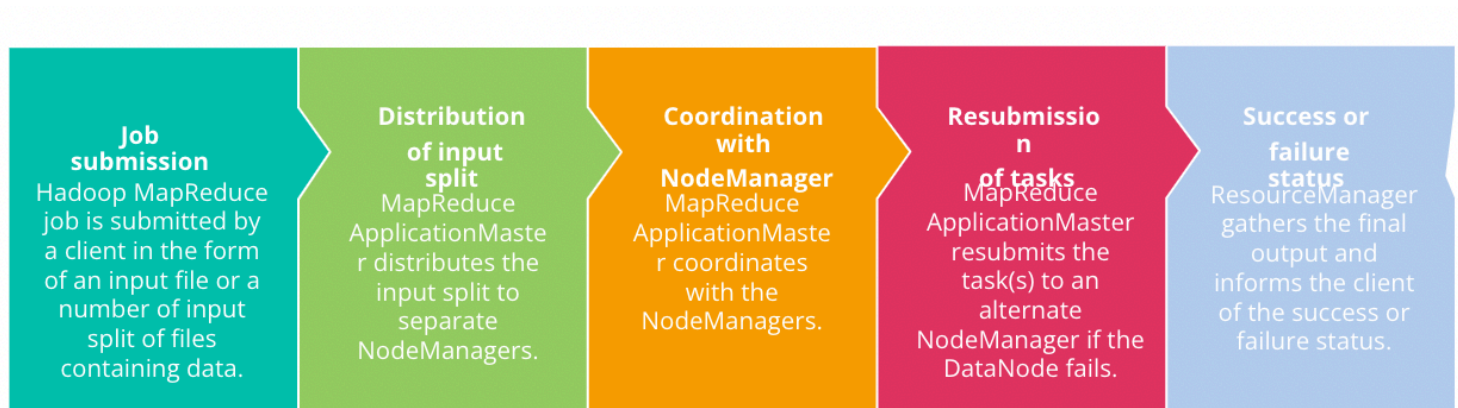 Job
submission
Hadoop MapReduce
job is submitted by
a client in the form
of an input file or a
number of input
split of files
containing data.
Distribution
of input
split
MapReduce
ApplicationMaste
r distributes the
input split to
separate
NodeManagers.
Coordination
with
NodeManager
MapReduce
ApplicationMaste
r coordinates
with the
NodeManagers.
Resubmissio
n
of tasks
MapReduce
ApplicationMaster
resubmits the
task(s) to an
alternate
NodeManager if the
DataNode fails.
Success or
failure
status
ResourceManager
gathers the final
output and
informs the client
of the success or
failure status.